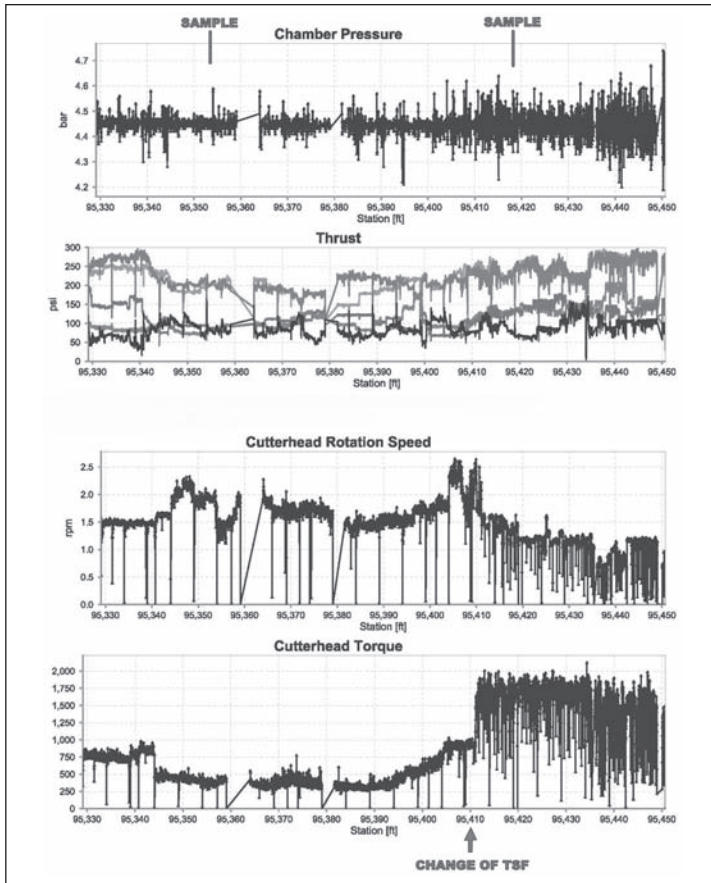 SAMPLE SAMPLE
Chamber Pressure
4.7
4.6
4.5
4.4
4.3
4.2
bar
95,330 95,340 95,350 95,360 95,370 95,380 95,390 95,400 95,410 95,420 95,430 95,440 95,450
Station [ft]
Thrust
300
250
200
150
100
50
0
psi
95,330 95,340 95,350 95,360 95,370 95,380 95,390 95,400 95,410 95,420 95,430 95,440 95,450
Station [ft]
Cutterhead Rotation Speed
2.5
2.0
1.5
1.0
0.5
0.0
rpm
95,330 95,340 95,350 95,360 95,370 95,380 95,390 95,400 95,410 95,420 95,430 95,440 95,450
Station [ft]
Cutterhead Torque
2,000
1,750
1,500
1,250
1,000
750
500
250
0
95,330 95,340 95,350 95,360 95,370 95,380 95,390 95,400 95,410 95,420 95,430 95,440 95,450
Station [ft]
CHANGE OF TSF